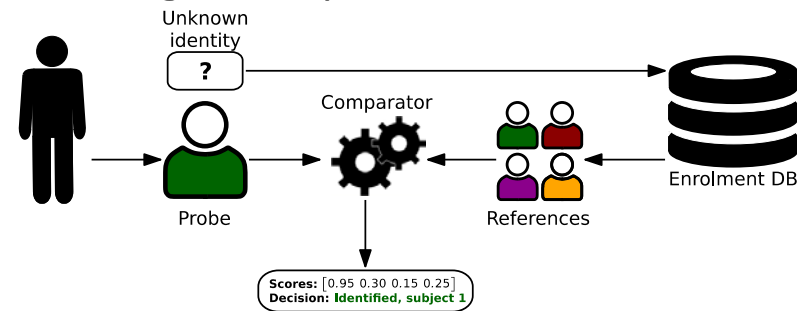 Unknown
identity
?
Comparator
Probe
References
Enrolment DB
Scores: [0.95 0.30 0.15 0.25]
Decision: Identified, subject 1